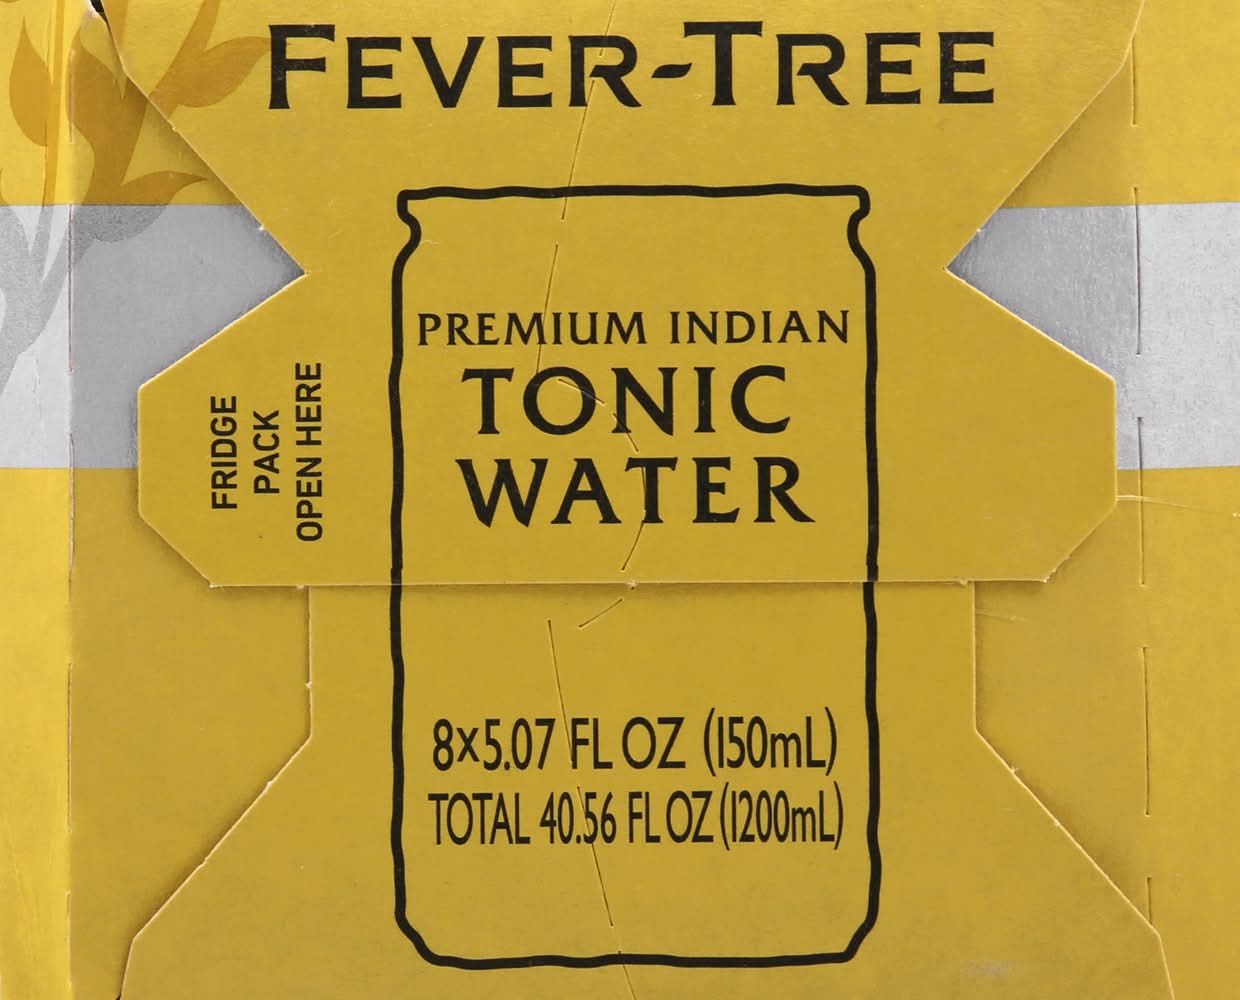 FEVER-TREE
PREMIUM INDIAN
TONIC
WATER
FRIDGE
PACK
OPEN HERE
8x5.07 FL OZ (150mL)
TOTAL 40.56 FL OZ (1200mL)